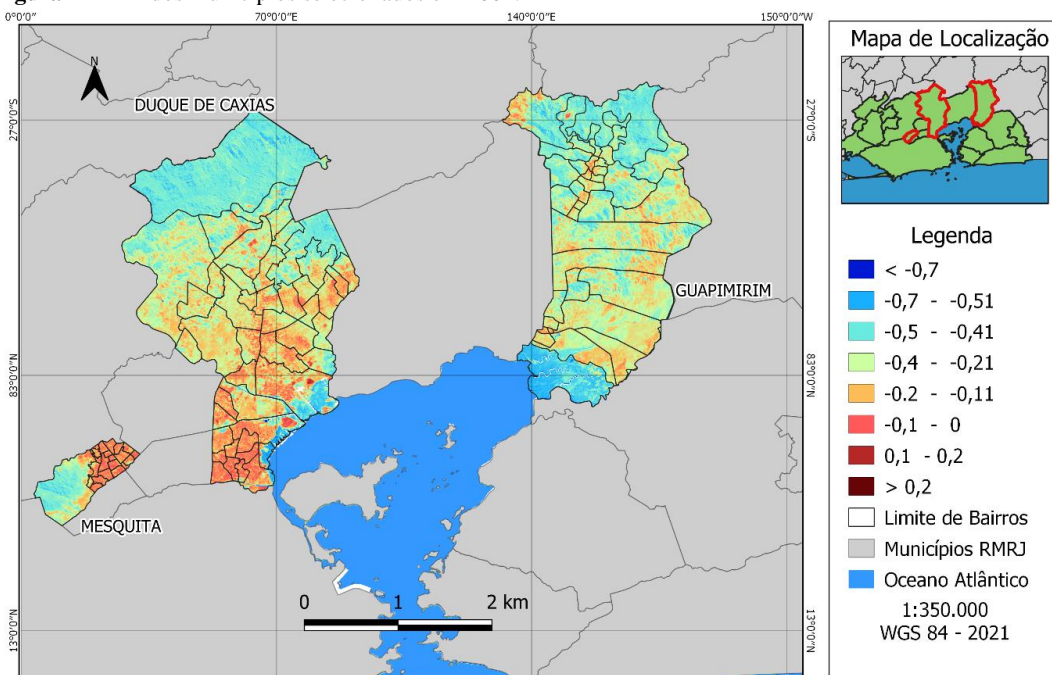 0°0'0"
70°0'0"N
140°0'0"N
150°0'0"N
N
DUQUE DE CAXIAS
27°0'0"S
27°0'0"S
GUAPIMIRIM
83°0'0"N
83°0'0"N
MESQUITA
0 1 2 km
13°0'0"N
13°0'0"N
Mapa de Localização
Legenda
< -0,7
-0,7 - -0,51
-0,5 - -0,41
-0,4 - -0,21
-0,2 - -0,11
-0,1 - 0
0,1 - 0,2
> 0,2
Limite de Bairros
Municípios RMRJ
Oceano Atlântico
1:350.000
WGS 84 - 2021